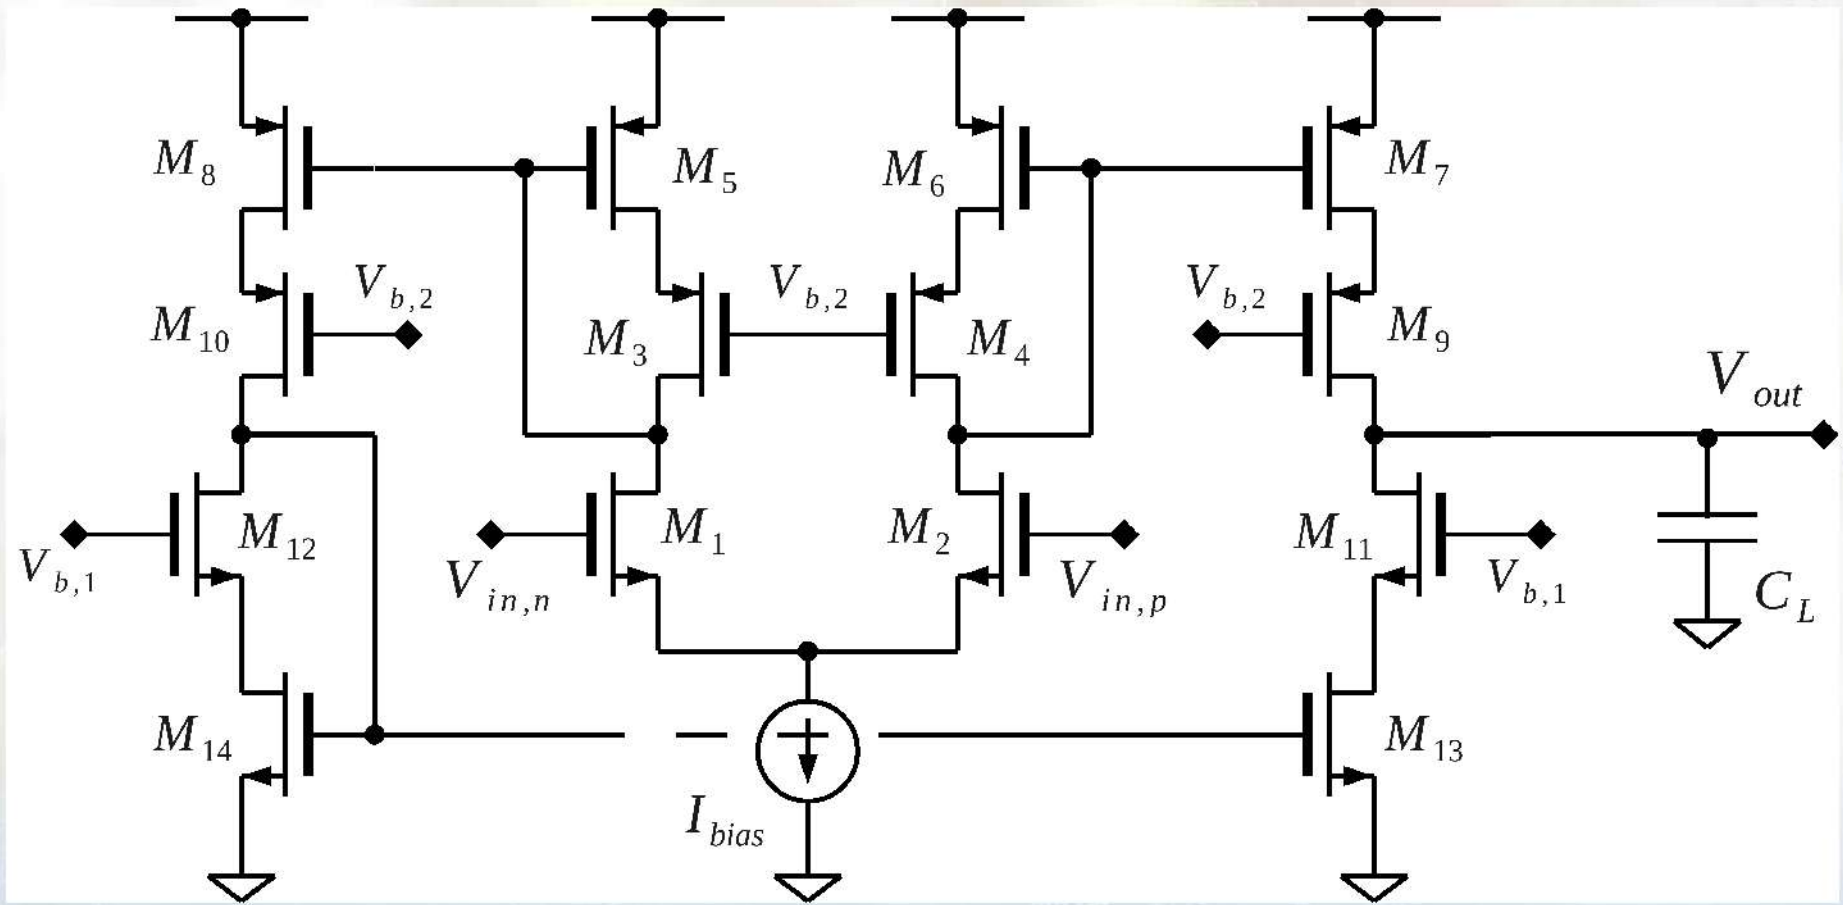 M8
M5
M6
M7
Vb,2
Vb,2
Vb,2
M10
M3
M4
M9
Vout
M12
M1
M2
M11
Vb,1
Vin,n
Vin,p
Vb,1
CL
M14
M13
Ibias